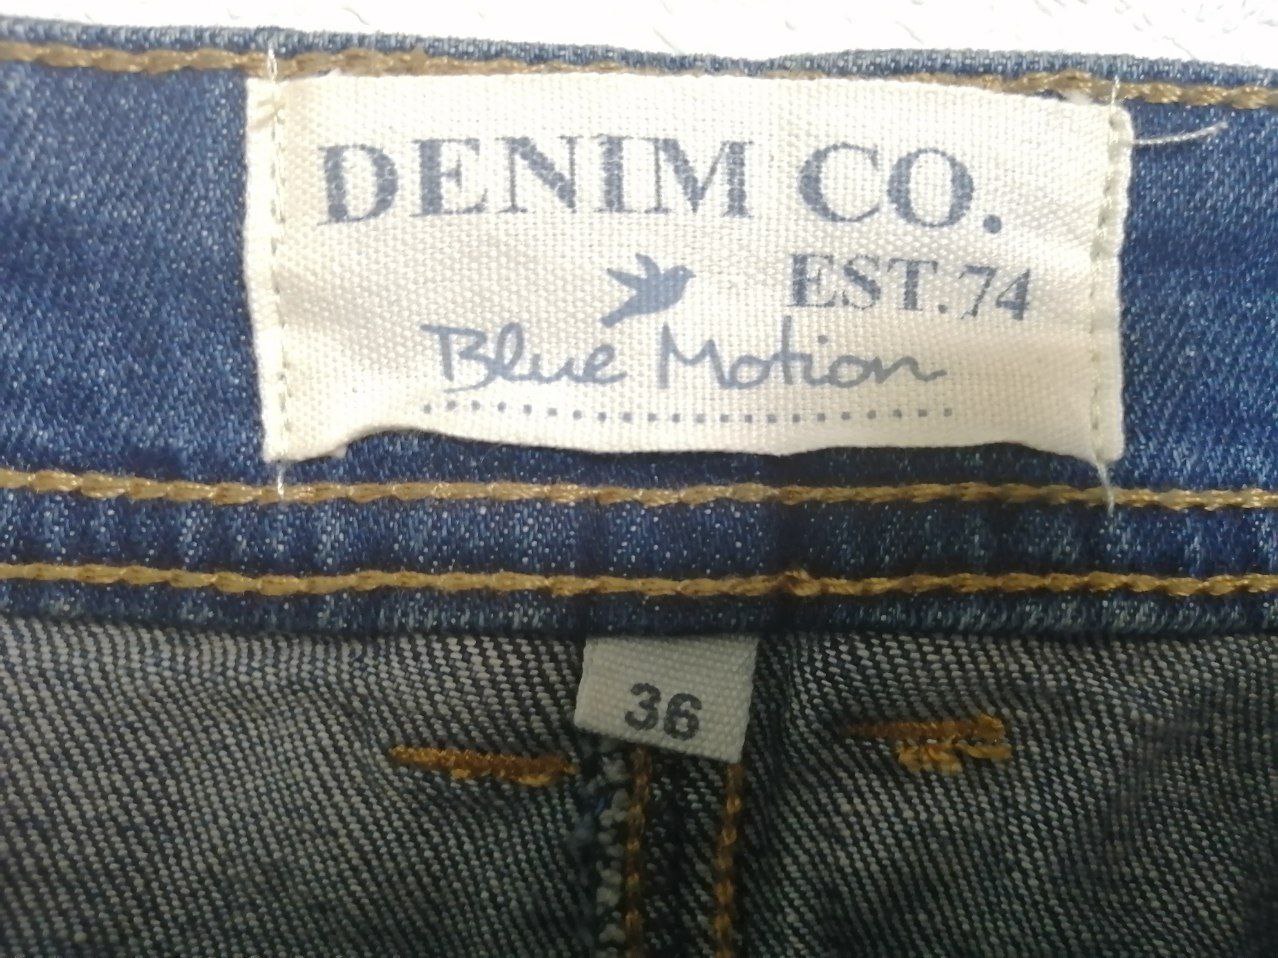 DENIM CO.
EST.74
Blue Motion
36